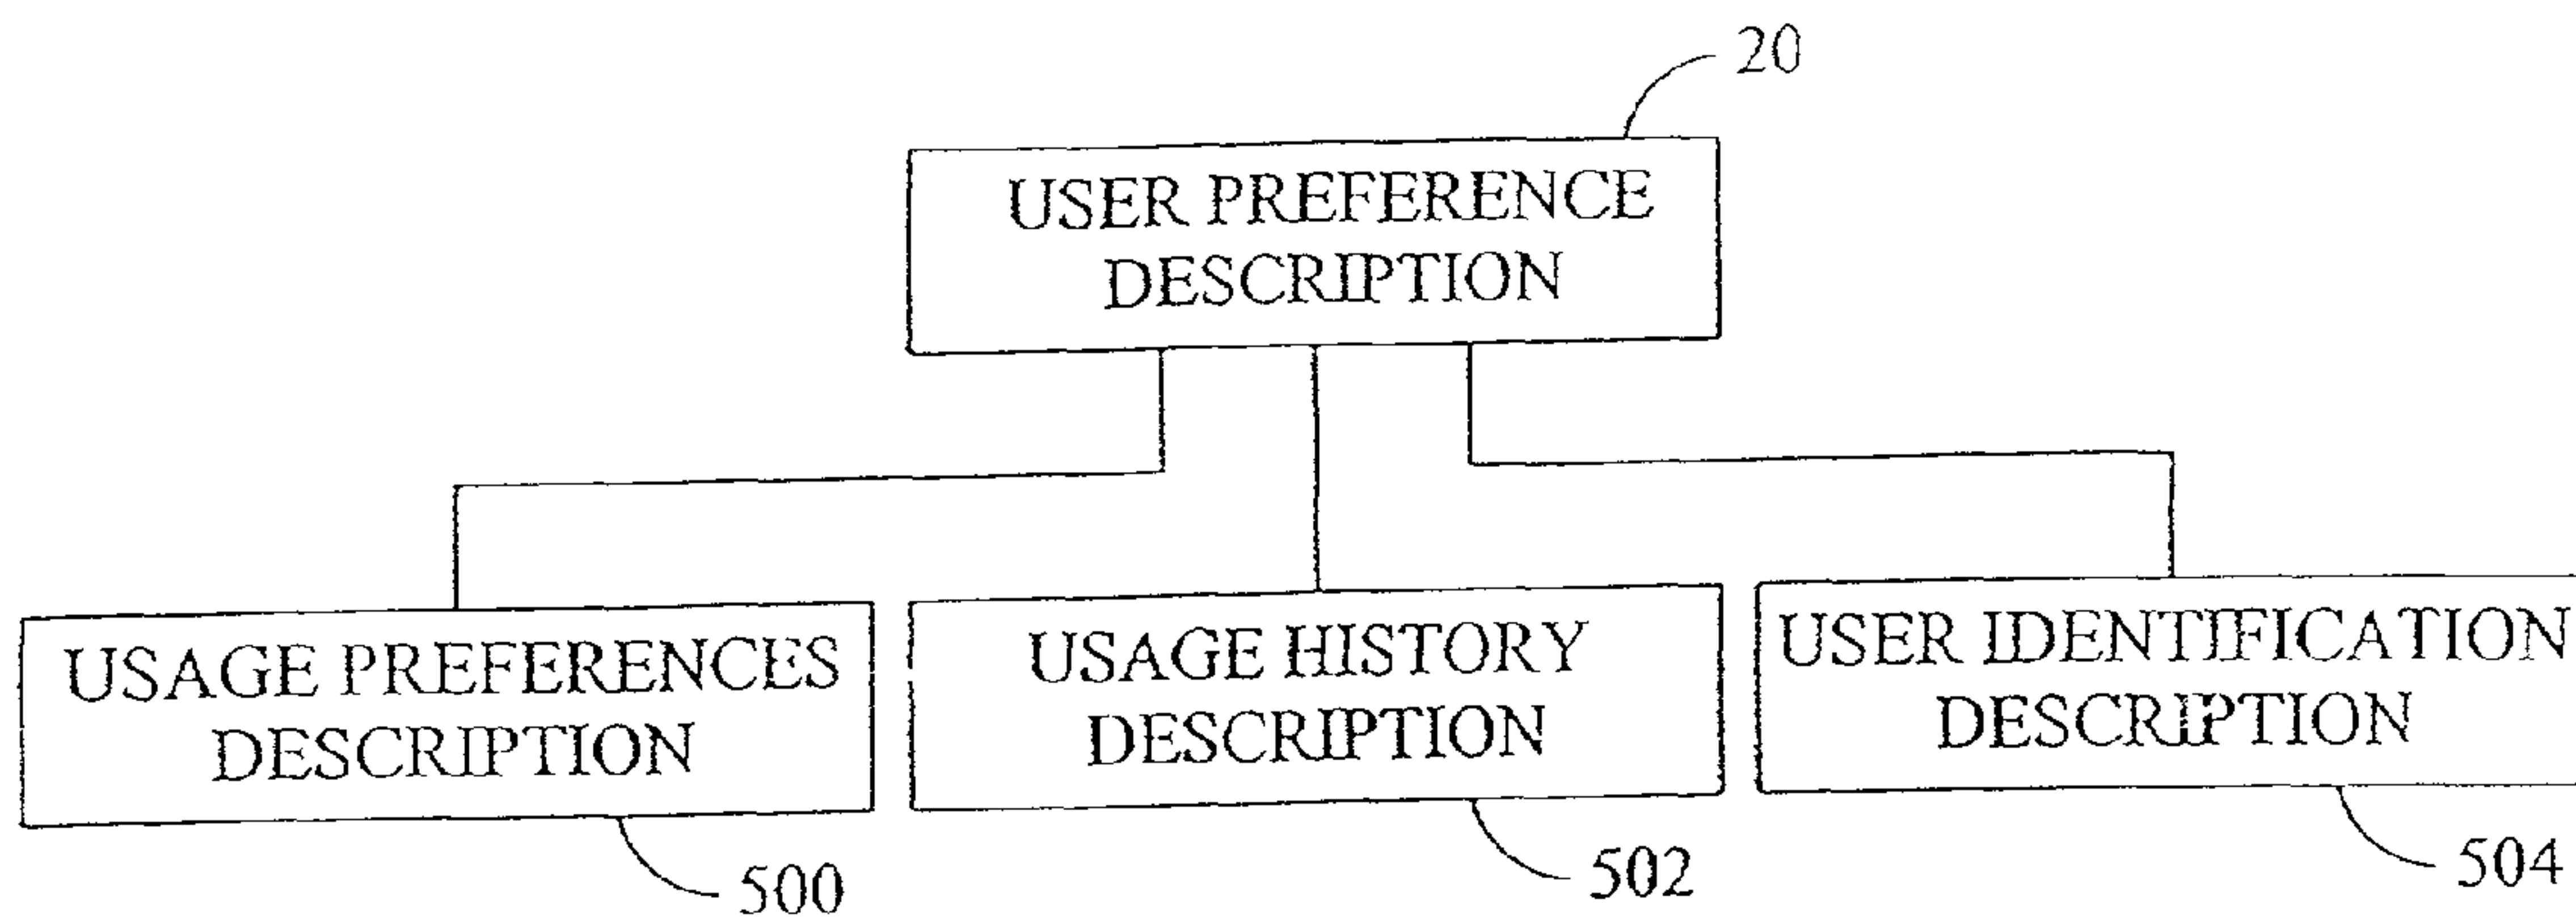 20
USER PREFERENCE
DESCRIPTION
USAGE PREFERENCES
DESCRIPTION
USAGE HISTORY
DESCRIPTION
USER IDENTIFICATION
DESCRIPTION
500
502
504